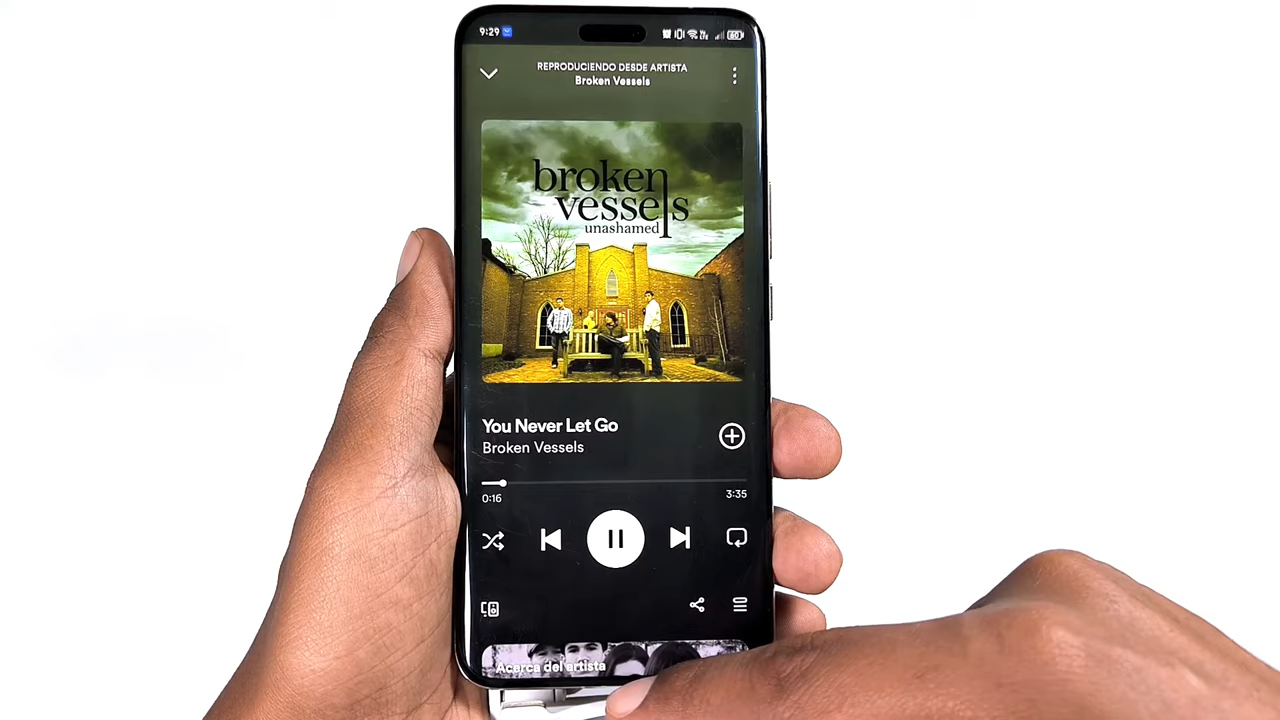 9:29
60
REPRODUCIENDO DESDE ARTISTA
Broken Vessels
broken
vessels
unashamed
You Never Let Go
Broken Vessels
0:16
3:35
Acerca del artista